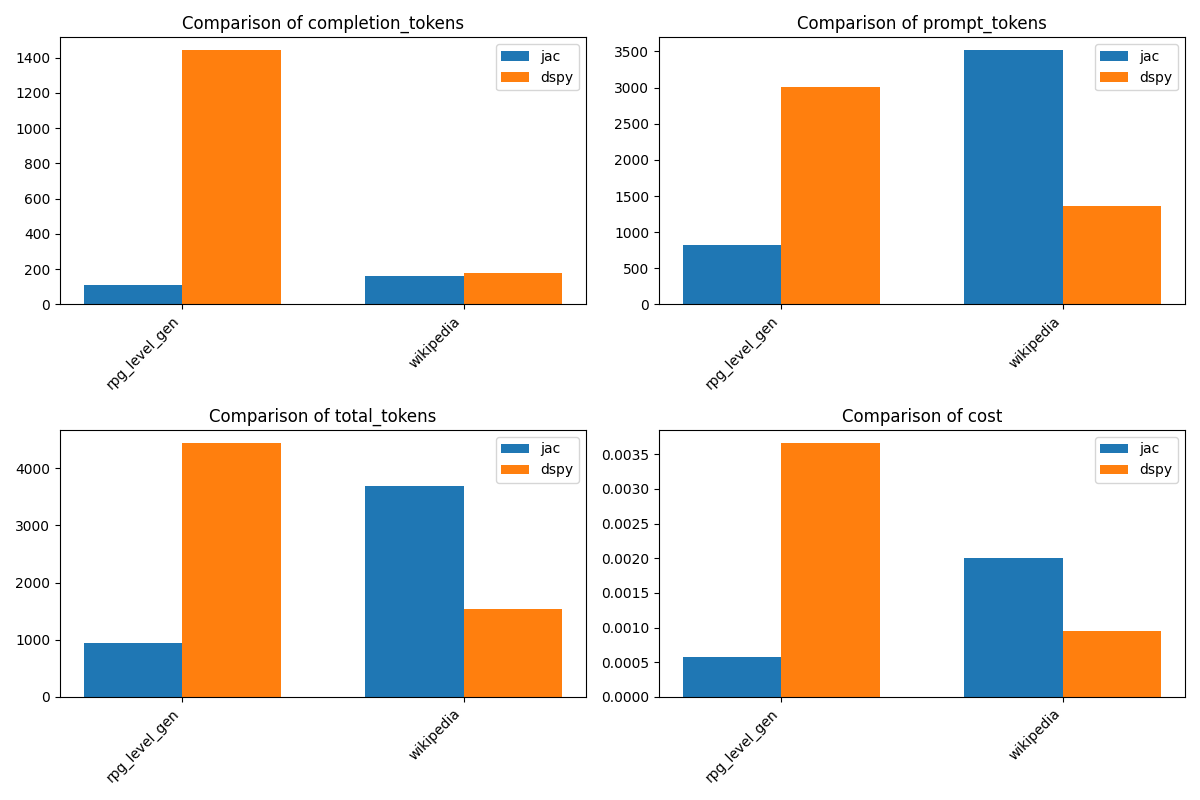 Comparison of completion_tokens
1400
1200
1000
800
600
400
200
0
jac
dspy
rpg_level_gen
wikipedia
Comparison of prompt_tokens
3500
3000
2500
2000
1500
1000
500
0
jac
dspy
rpg_level_gen
wikipedia
Comparison of total_tokens
4000
3000
2000
1000
0
jac
dspy
rpg_level_gen
wikipedia
Comparison of cost
0.0035
0.0030
0.0025
0.0020
0.0015
0.0010
0.0005
0.0000
jac
dspy
rpg_level_gen
wikipedia